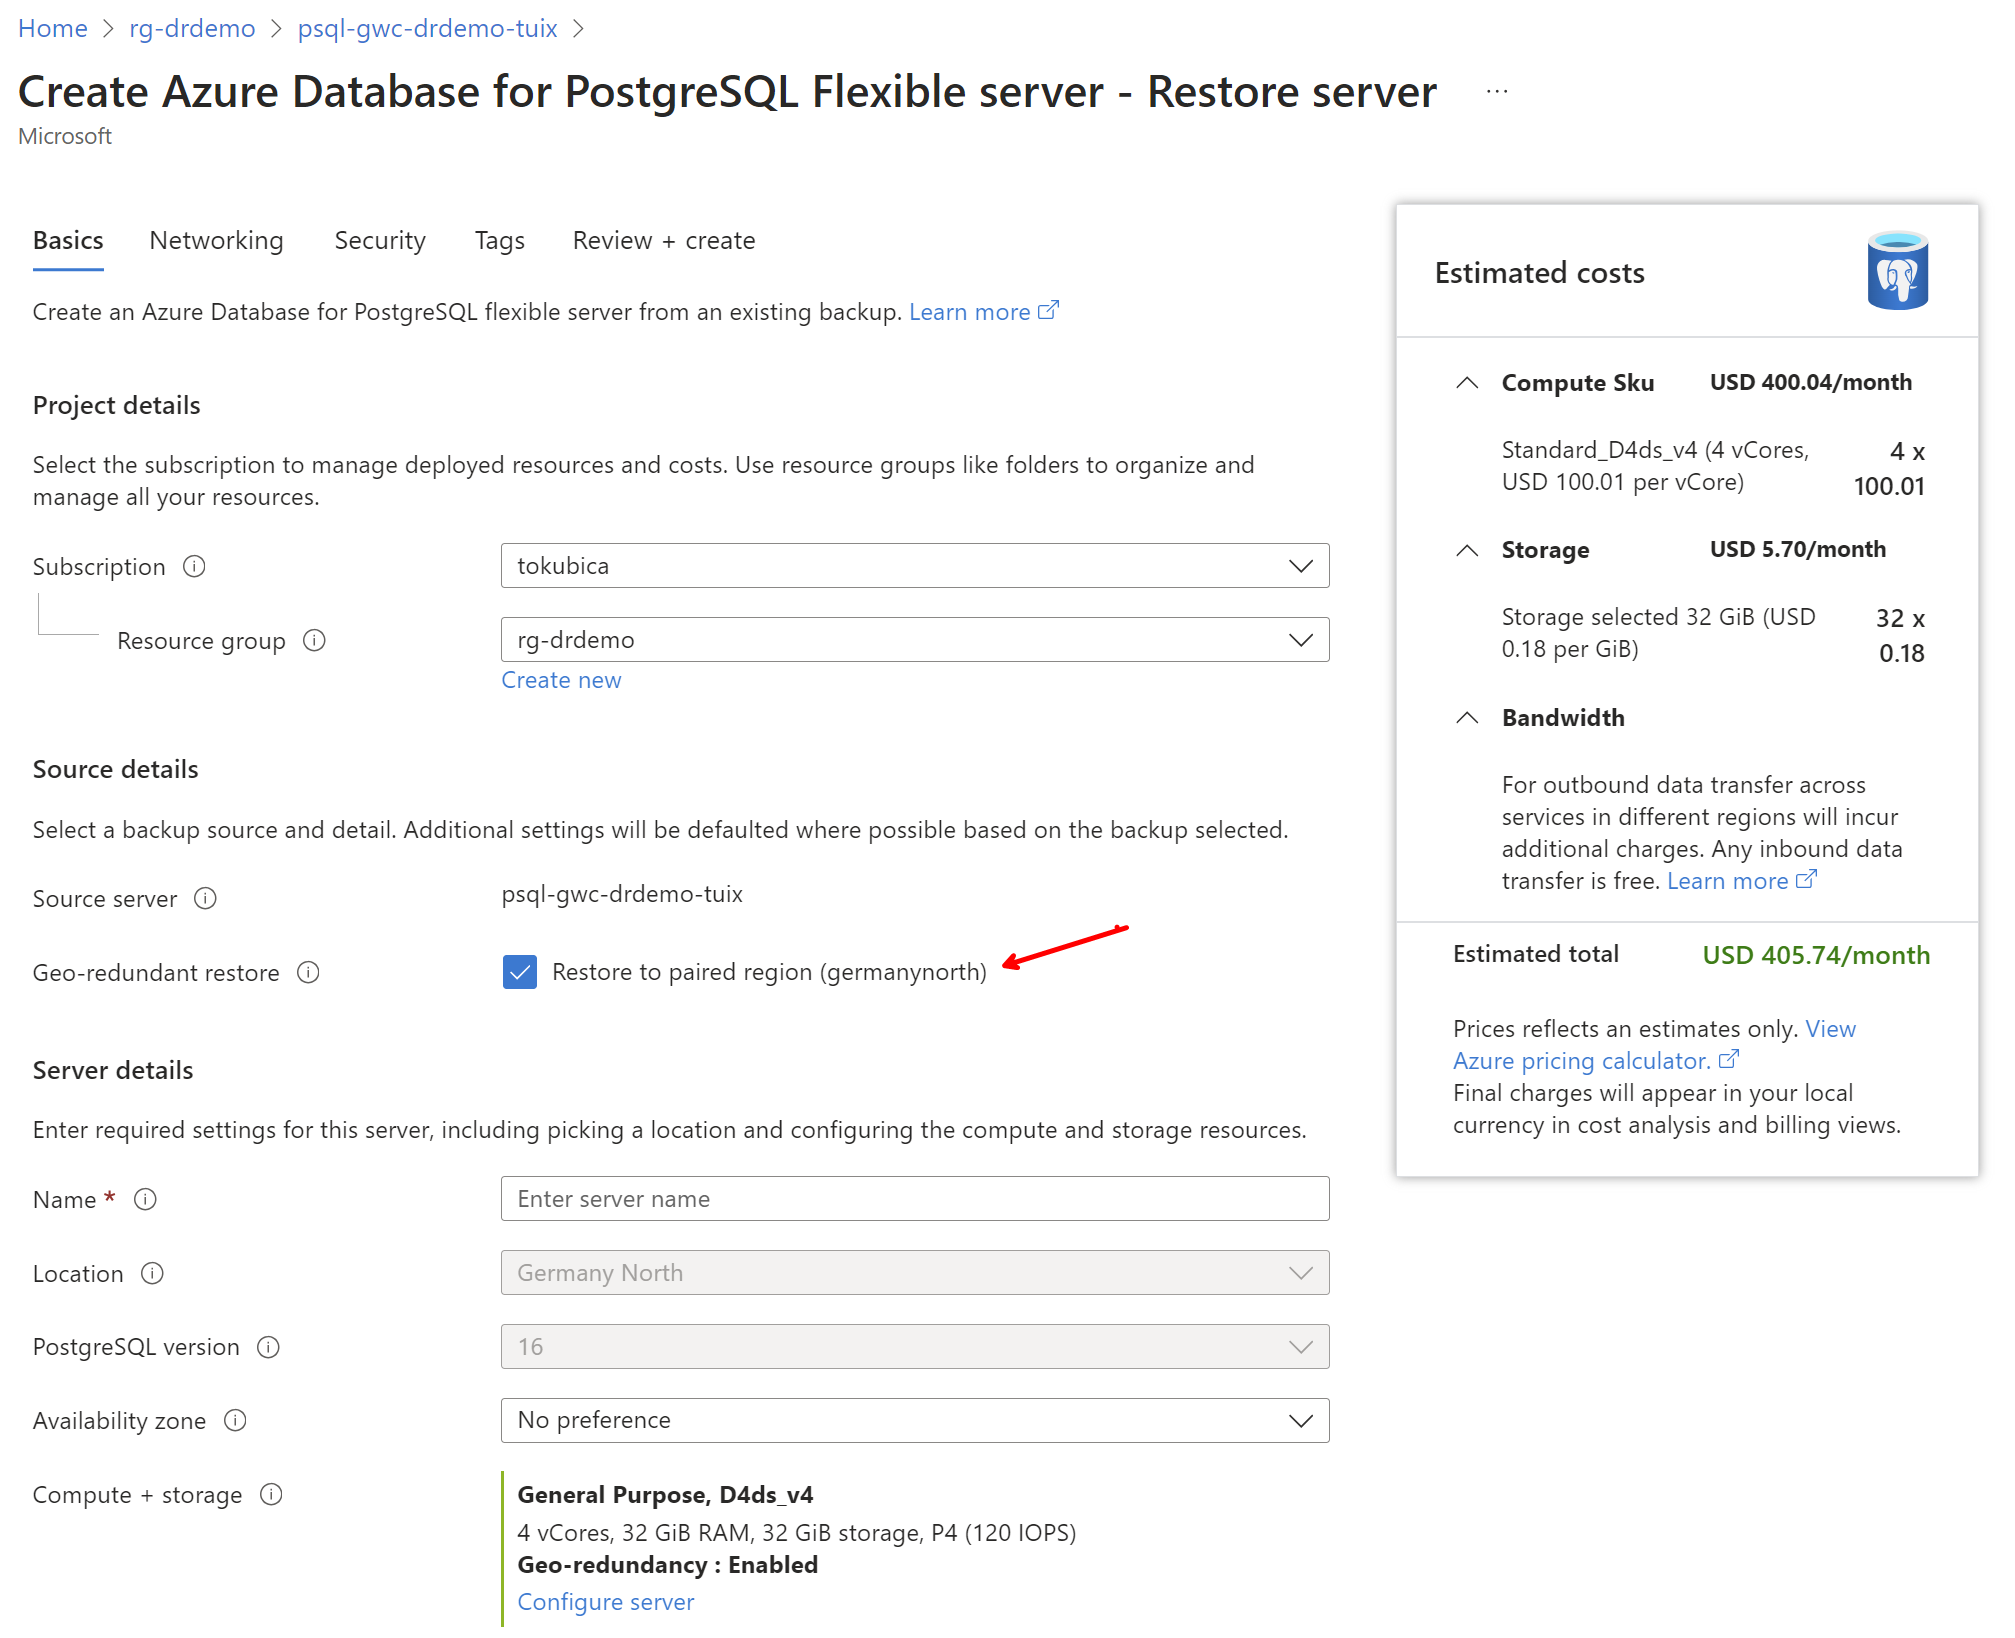 Home > rg-drdemo > psql-gwc-drdemo-tuix >
Create Azure Database for PostgreSQL Flexible server - Restore server ...
Microsoft
Basics Networking Security Tags Review + create
Create an Azure Database for PostgreSQL flexible server from an existing backup. Learn more
Project details
Select the subscription to manage deployed resources and costs. Use resource groups like folders to organize and
manage all your resources.
Subscription
tokubica
Resource group
rg-drdemo
Create new
Source details
Select a backup source and detail. Additional settings will be defaulted where possible based on the backup selected.
Source server
psql-gwc-drdemo-tuix
Geo-redundant restore
Restore to paired region (germanynorth)
Server details
Enter required settings for this server, including picking a location and configuring the compute and storage resources.
Name *
Enter server name
Location
Germany North
PostgreSQL version
16
Availability zone
No preference
Compute + storage
General Purpose, D4ds_v4
4 vCores, 32 GiB RAM, 32 GiB storage, P4 (120 IOPS)
Geo-redundancy : Enabled
Configure server
Estimated costs
Compute Sku USD 400.04/month
Standard_D4ds_v4 (4 vCores, 4 x
USD 100.01 per vCore) 100.01
Storage USD 5.70/month
Storage selected 32 GiB (USD 32 x
0.18 per GiB) 0.18
Bandwidth
For outbound data transfer across
services in different regions will incur
additional charges. Any inbound data
transfer is free. Learn more
Estimated total USD 405.74/month
Prices reflects an estimates only. View
Azure pricing calculator.
Final charges will appear in your local
currency in cost analysis and billing views.